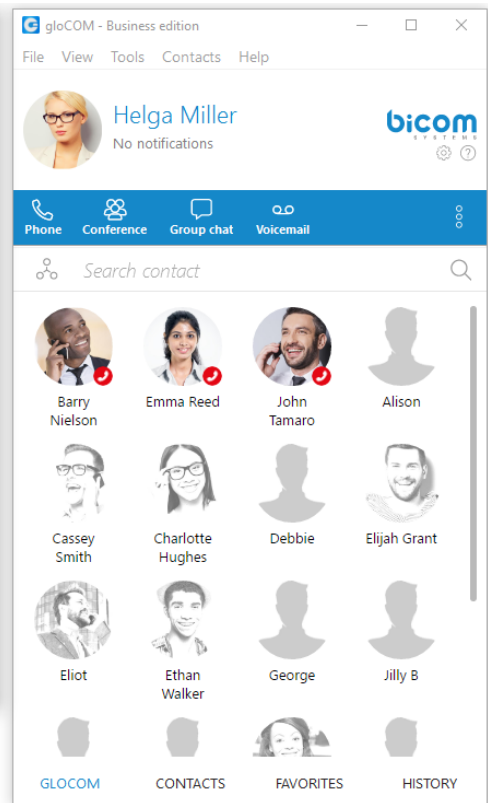 gloCOM - Business edition
File View Tools Contacts Help
Helga Miller
No notifications
bicom
SYSTEMS
Phone Conference Group chat Voicemail
Search contact
Barry Nielson
Emma Reed
John Tamaro
Alison
Cassey Smith
Charlotte Hughes
Debbie
Elijah Grant
Eliot
Ethan Walker
George
Jilly B
GLOCOM CONTACTS FAVORITES HISTORY